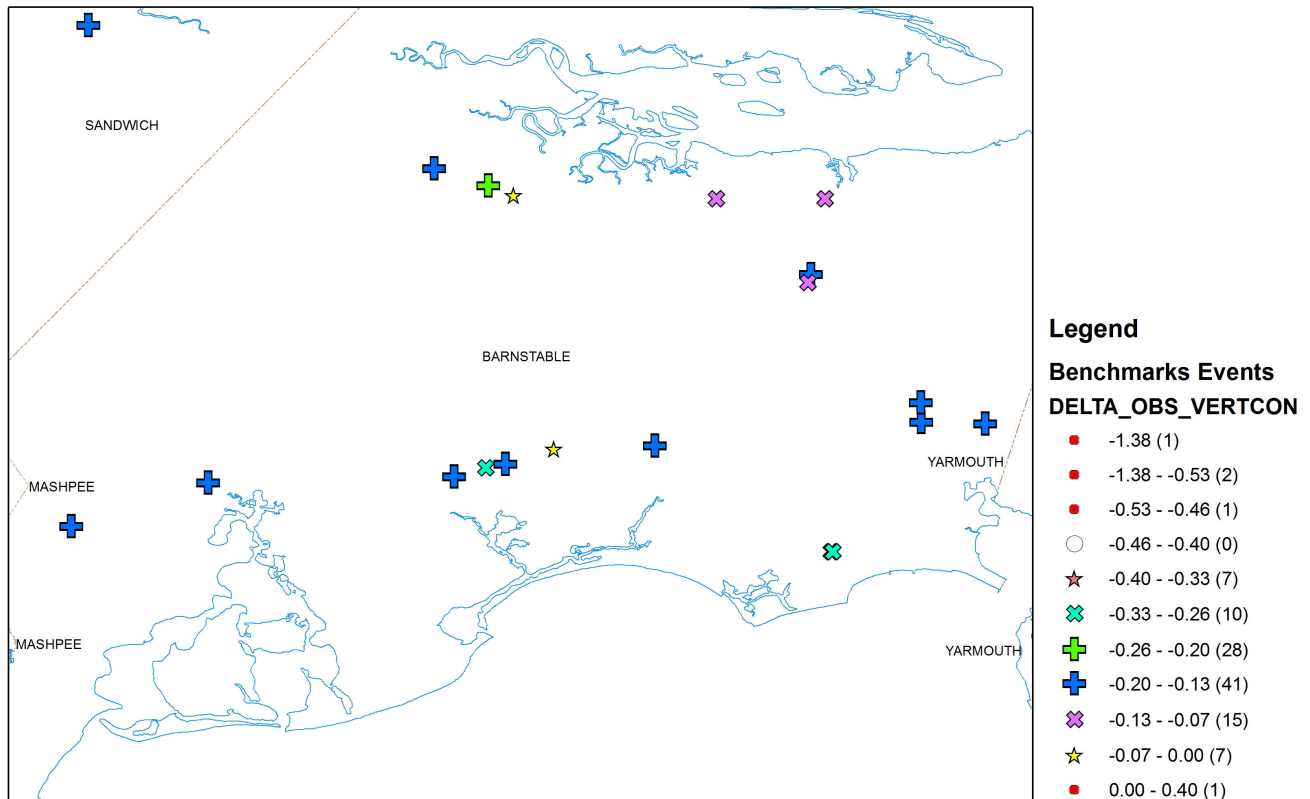 SANDWICH
BARNSTABLE
YARMOUTH
MASHPEE
MASHPEE
YARMOUTH
Legend
Benchmarks Events
DELTA_OBS_VERTCON
-1.38 (1)
-1.38 - -0.53 (2)
-0.53 - -0.46 (1)
-0.46 - -0.40 (0)
-0.40 - -0.33 (7)
-0.33 - -0.26 (10)
-0.26 - -0.20 (28)
-0.20 - -0.13 (41)
-0.13 - -0.07 (15)
-0.07 - 0.00 (7)
0.00 - 0.40 (1)